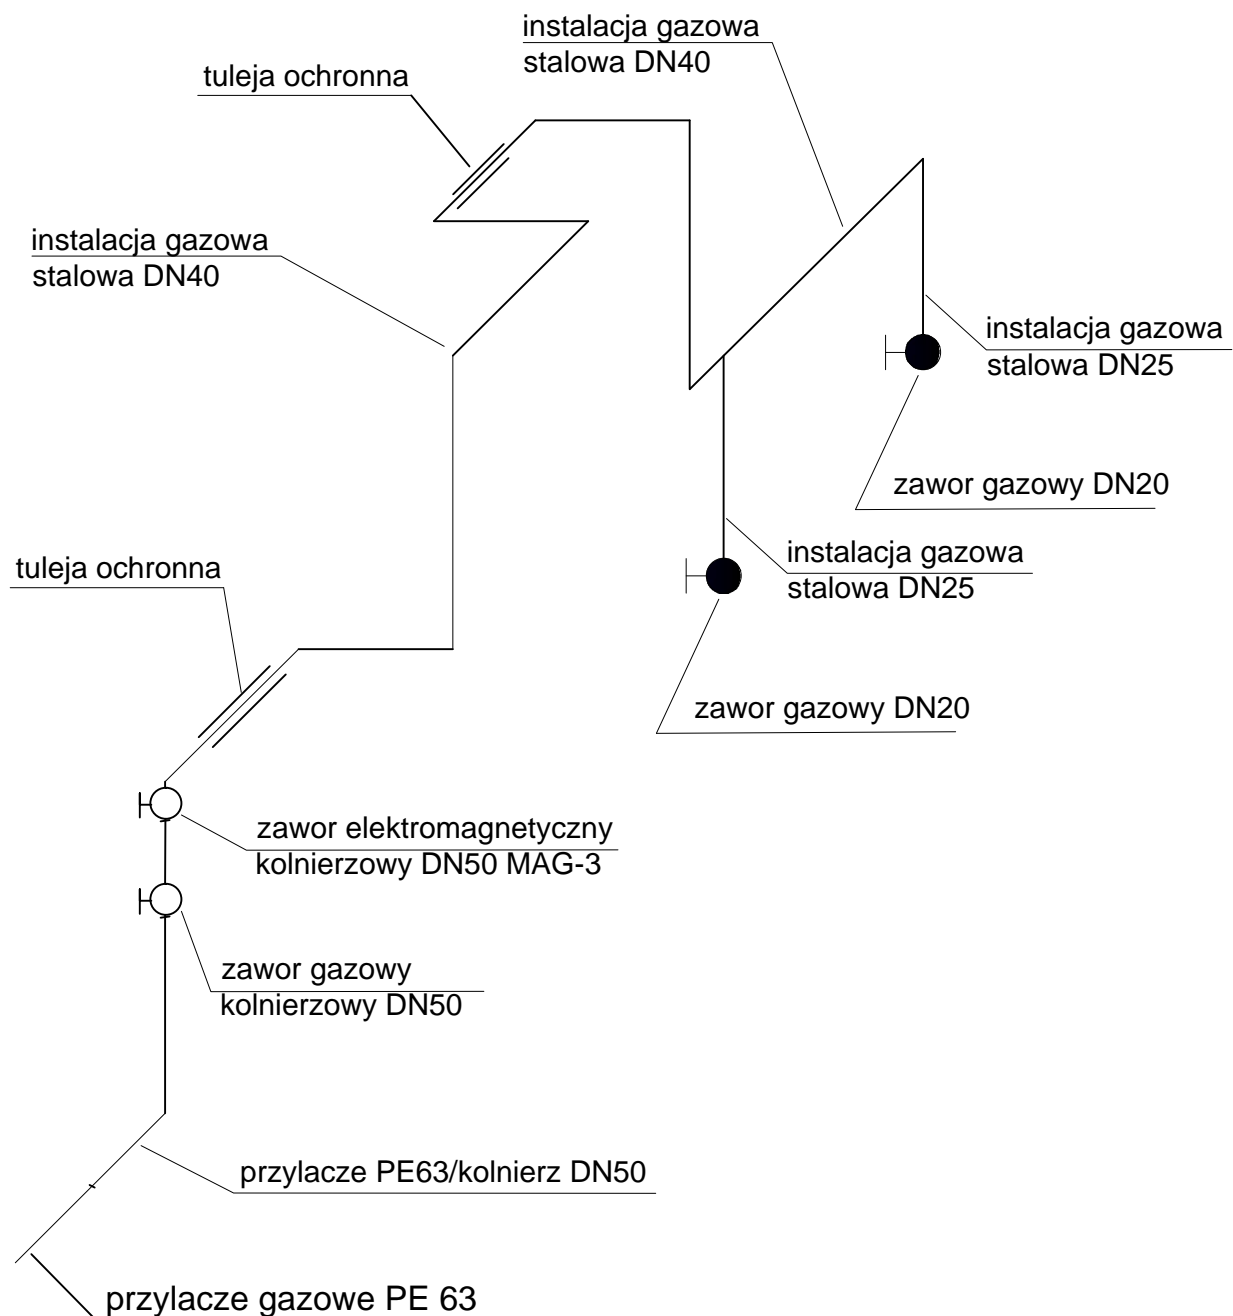 instalacja gazowa
stalowa DN40
tuleja ochronna
instalacja gazowa
stalowa DN40
instalacja gazowa
stalowa DN25
zawor gazowy DN20
instalacja gazowa
stalowa DN25
tuleja ochronna
zawor gazowy DN20
zawor elektromagnetyczny
kolnierzowy DN50 MAG-3
zawor gazowy
kolnierzowy DN50
przylacze PE63/kolnierz DN50
przylacze gazowe PE 63